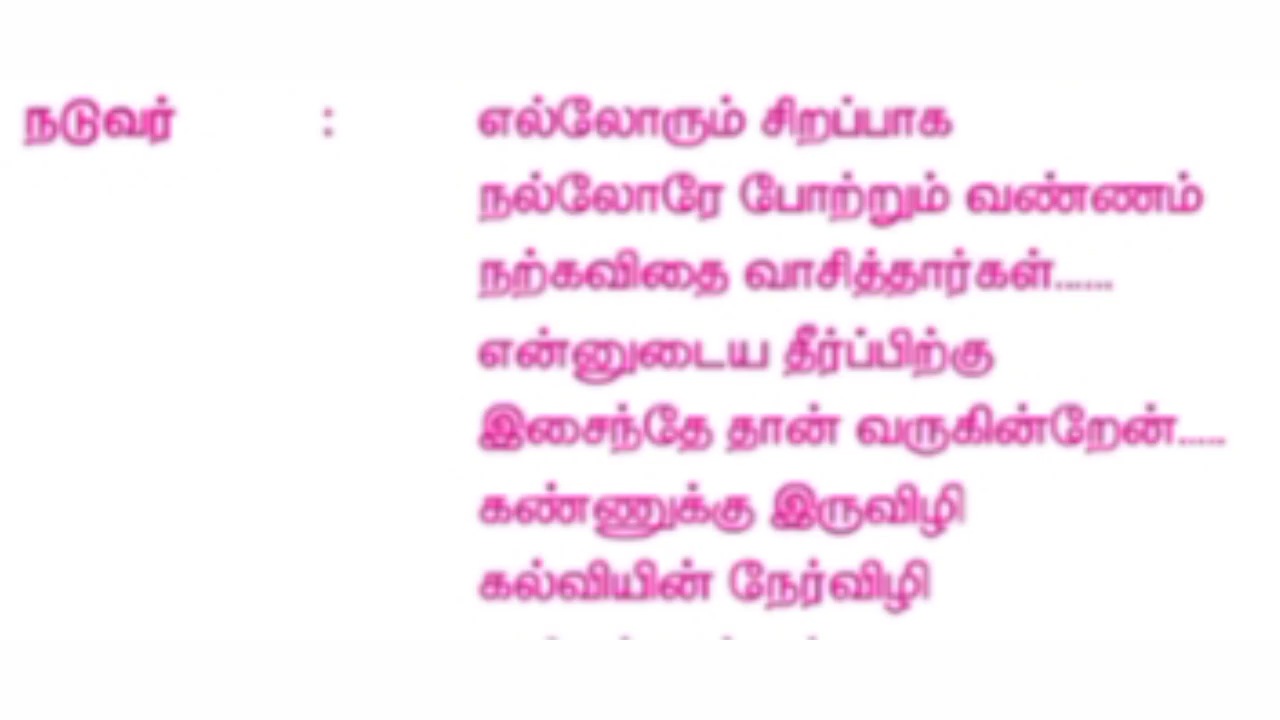 நடுவர் : எல்லோரும் சிறப்பாக
நல்லோரே போற்றும் வண்ணம்
நற்கவிதை வாசித்தார்கள்......
என்னுடைய தீர்ப்பிற்கு
இசைந்தே தான் வருகின்றேன்.....
கண்ணுக்கு இருவிழி
கல்வியின் நேர்விழி